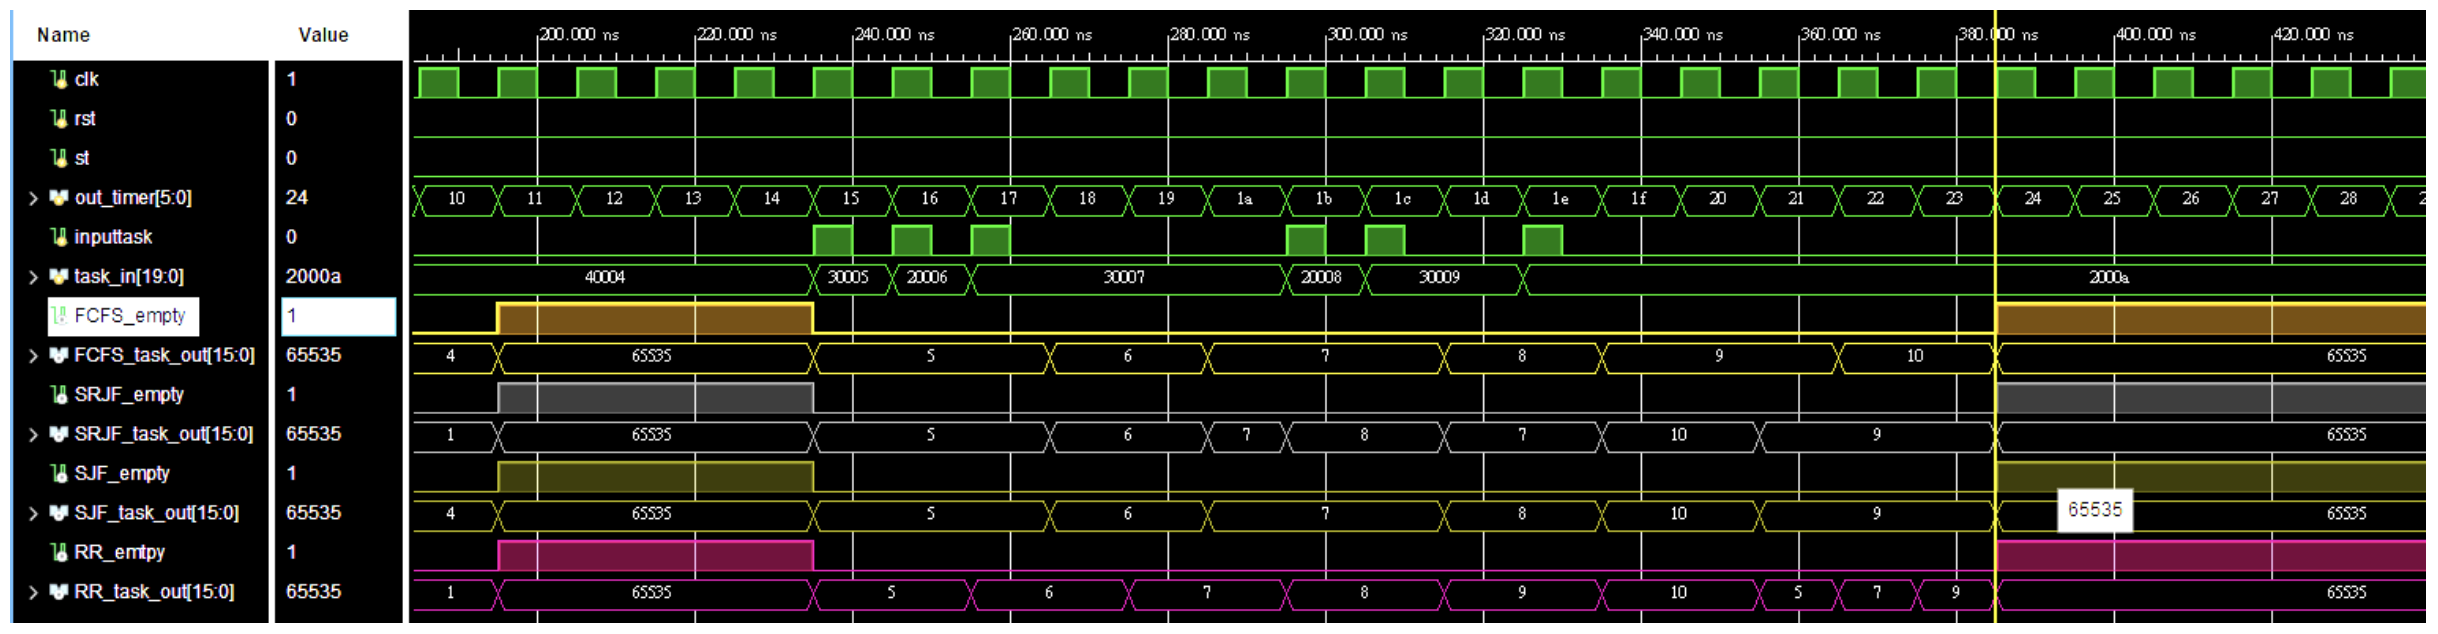 Name Value 200.000 ns 220.000 ns 240.000 ns 260.000 ns 280.000 ns 300.000 ns 320.000 ns 340.000 ns 360.000 ns 380.000 ns 400.000 ns 420.000 ns
clk 1
rst 0
st 0
out_timer[5:0] 24 10 11 12 13 14 15 16 17 18 19 1a 1b 1c 1d 1e 1f 20 21 22 23 24 25 26 27 28 2
inputtask 0
task_in[19:0] 2000a 40004 30005 20006 30007 20008 30009 2000a
FCFS_empty 1
FCFS_task_out[15:0] 65535 4 65535 5 6 7 8 9 10 65535
SRJF_empty 1
SRJF_task_out[15:0] 65535 1 65535 5 6 7 8 7 10 9 65535
SJF_empty 1
SJF_task_out[15:0] 65535 4 65535 5 6 7 8 10 9 65535 65535
RR_emtpy 1
RR_task_out[15:0] 65535 1 65535 5 6 7 8 9 10 5 7 9 65535